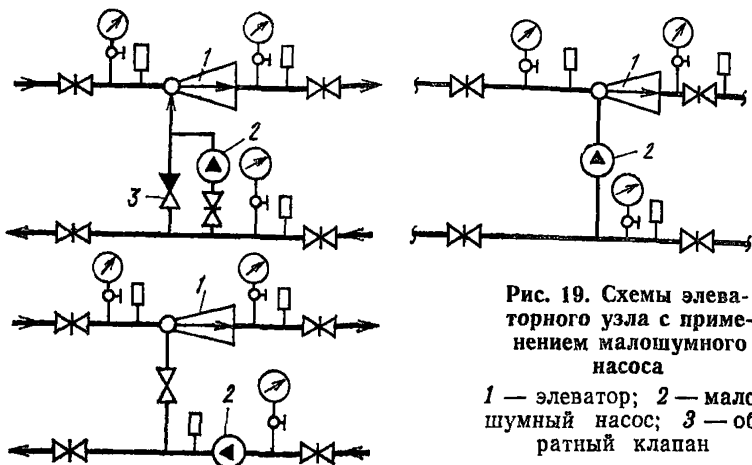 1
2
3
1
2
1
2
Рис. 19. Схемы элева-
торного узла с приме-
нением малошумного
насоса
1 — элеватор; 2 — мало
шумный насос; 3 — об
ратный клапан